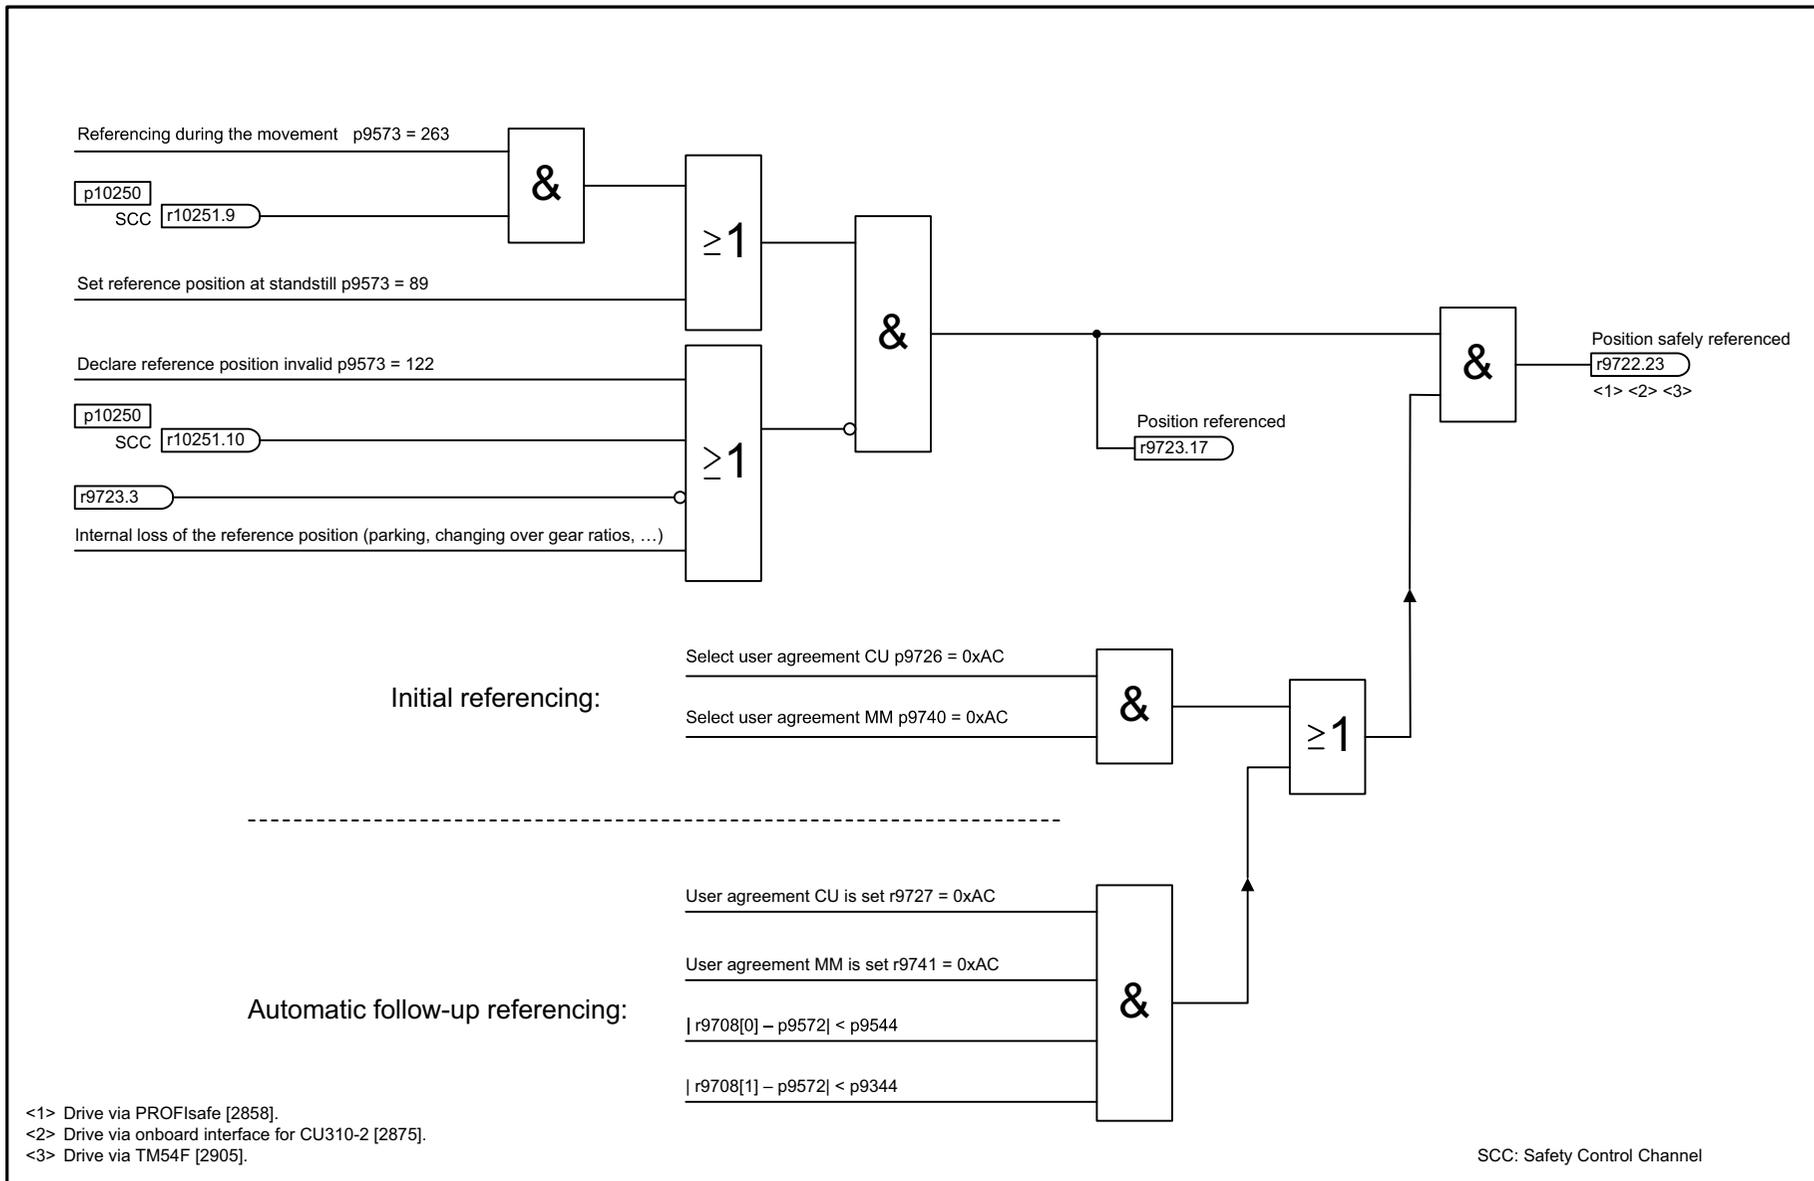 Referencing during the movement p9573 = 263
&
p10250
SCC r10251.9
≥1
Set reference position at standstill p9573 = 89
&
Declare reference position invalid p9573 = 122
p10250
SCC r10251.10
≥1
r9723.3
Internal loss of the reference position (parking, changing over gear ratios, …)
Position referenced
r9723.17
&
Position safely referenced
r9722.23
<1> <2> <3>
Initial referencing:
Select user agreement CU p9726 = 0xAC
Select user agreement MM p9740 = 0xAC
&
≥1
Automatic follow-up referencing:
User agreement CU is set r9727 = 0xAC
User agreement MM is set r9741 = 0xAC
| r9708[0] – p9572| < p9544
| r9708[1] – p9572| < p9344
&
<1> Drive via PROFIsafe [2858].
<2> Drive via onboard interface for CU310-2 [2875].
<3> Drive via TM54F [2905].
SCC: Safety Control Channel